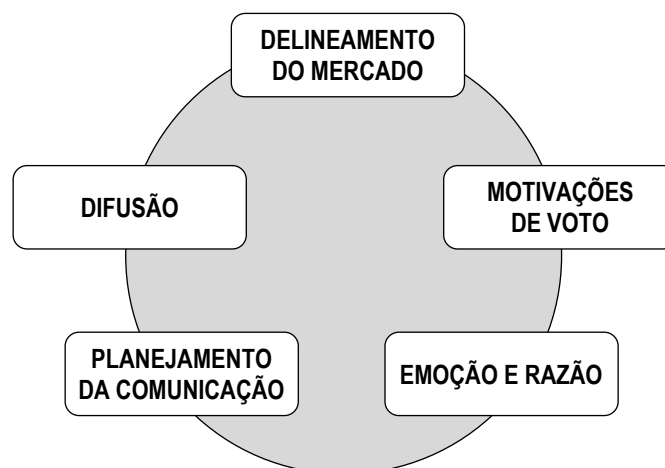 DELINEAMENTO
DO MERCADO
DIFUSÃO
MOTIVAÇÕES
DE VOTO
PLANEJAMENTO
DA COMUNICAÇÃO
EMOÇÃO E RAZÃO